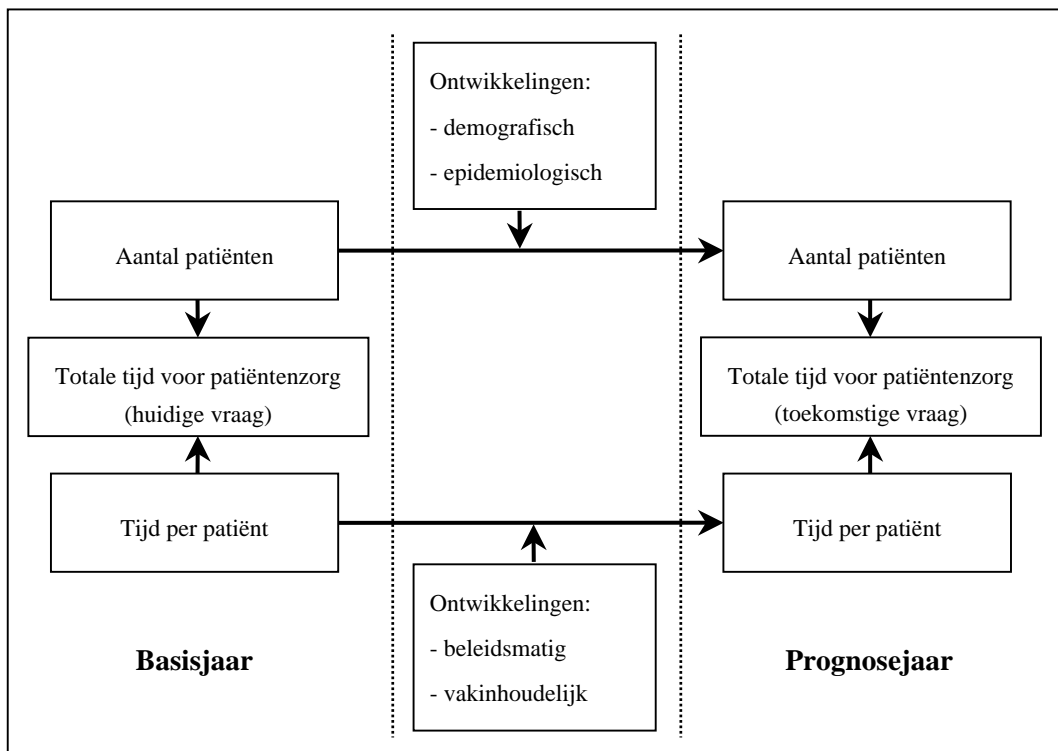 Ontwikkelingen:
- demografisch
- epidemiologisch
Aantal patiënten
Aantal patiënten
Totale tijd voor patiëntenzorg
(huidige vraag)
Totale tijd voor patiëntenzorg
(toekomstige vraag)
Tijd per patiënt
Tijd per patiënt
Ontwikkelingen:
- beleidsmatig
- vakinhoudelijk
Basisjaar
Prognosejaar